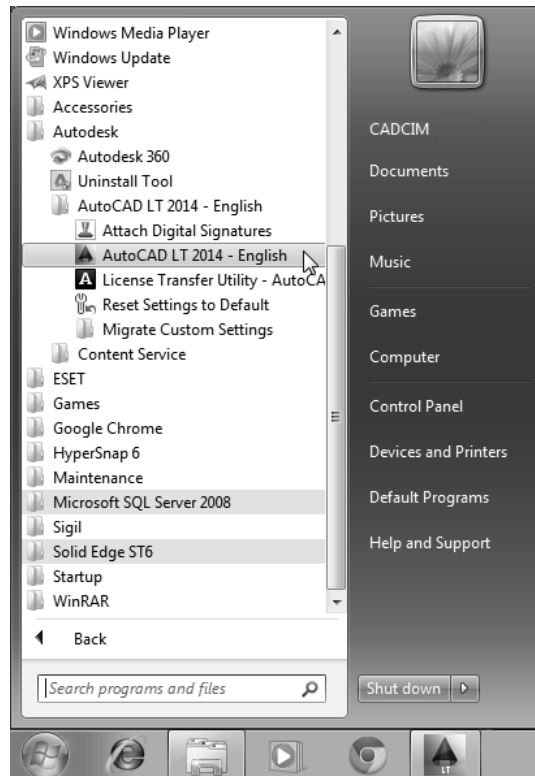 Windows Media Player
Windows Update
XPS Viewer
Accessories
Autodesk
Autodesk 360
Uninstall Tool
AutoCAD LT 2014 - English
Attach Digital Signatures
AutoCAD LT 2014 - English
License Transfer Utility - AutoCA
Reset Settings to Default
Migrate Custom Settings
Content Service
ESET
Games
Google Chrome
HyperSnap 6
Maintenance
Microsoft SQL Server 2008
Sigil
Solid Edge ST6
Startup
WinRAR
Back
Search programs and files
CADCIM
Documents
Pictures
Music
Games
Computer
Control Panel
Devices and Printers
Default Programs
Help and Support
Shut down
LT